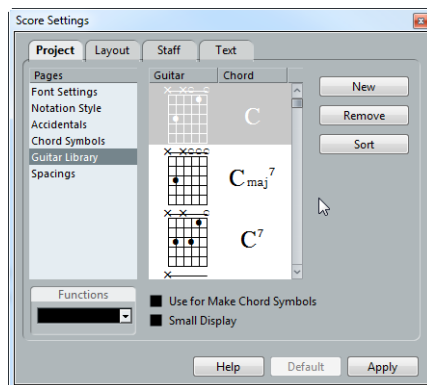 Score Settings
Project Layout Staff Text
Pages
Font Settings
Notation Style
Accidentals
Chord Symbols
Guitar Library
Spacings
Functions
Guitar Chord
C
Cmaj7
C7
Use for Make Chord Symbols
Small Display
New
Remove
Sort
Help Default Apply